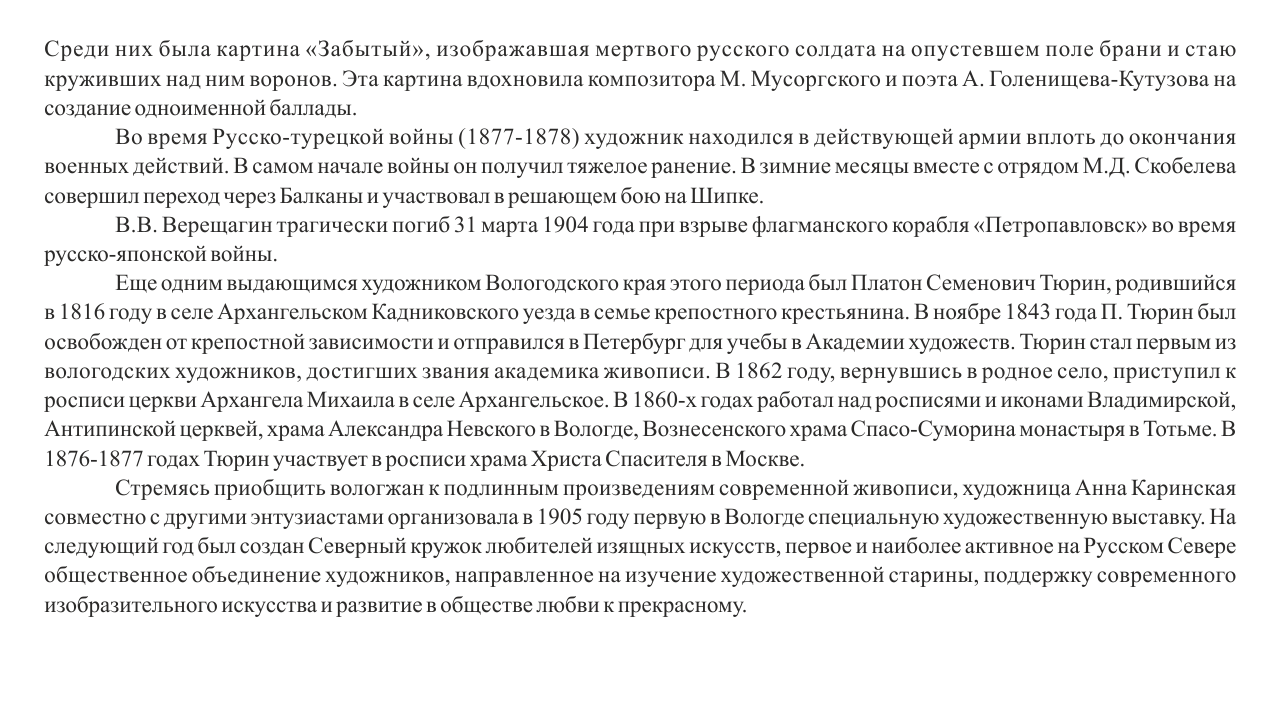 Среди них была картина «Забытый», изображавшая мертвого русского солдата на опустевшем поле брани и стаю
круживших над ним воронов. Эта картина вдохновила композитора М. Мусоргского и поэта А. Голенищева-Кутузова на
создание одноименной баллады.
Во время Русско-турецкой войны (1877-1878) художник находился в действующей армии вплоть до окончания
военных действий. В самом начале войны он получил тяжелое ранение. В зимние месяцы вместе с отрядом М.Д. Скобелева
совершил переход через Балканы и участвовал в решающем бою на Шипке.
В.В. Верещагин трагически погиб 31 марта 1904 года при взрыве флагманского корабля «Петропавловск» во время
русско-японской войны.
Еще одним выдающимся художником Вологодского края этого периода был Платон Семенович Тюрин, родившийся
в 1816 году в селе Архангельском Кадниковского уезда в семье крепостного крестьянина. В ноябре 1843 года П. Тюрин был
освобожден от крепостной зависимости и отправился в Петербург для учебы в Академии художеств. Тюрин стал первым из
вологодских художников, достигших звания академика живописи. В 1862 году, вернувшись в родное село, приступил к
росписи церкви Архангела Михаила в селе Архангельское. В 1860-х годах работал над росписями и иконами Владимирской,
Антипинской церквей, храма Александра Невского в Вологде, Вознесенского храма Спасо-Суморина монастыря в Тотьме. В
1876-1877 годах Тюрин участвует в росписи храма Христа Спасителя в Москве.
Стремясь приобщить вологжан к подлинным произведениям современной живописи, художница Анна Каринская
совместно с другими энтузиастами организовала в 1905 году первую в Вологде специальную художественную выставку. На
следующий год был создан Северный кружок любителей изящных искусств, первое и наиболее активное на Русском Севере
общественное объединение художников, направленное на изучение художественной старины, поддержку современного
изобразительного искусства и развитие в обществе любви к прекрасному.